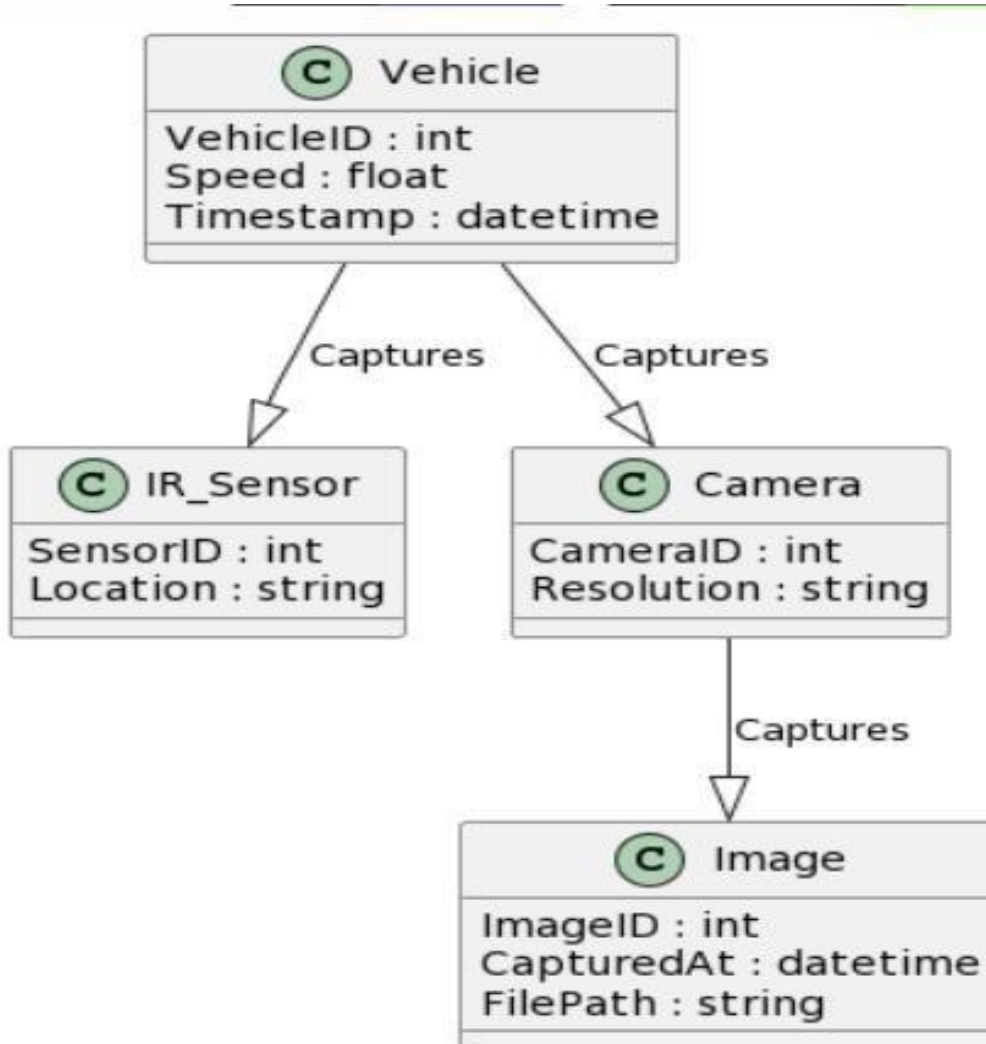 C Vehicle
VehicleID : int
Speed : float
Timestamp : datetime
Captures
Captures
C IR_Sensor
SensorID : int
Location : string
C Camera
CameraID : int
Resolution : string
Captures
C Image
ImageID : int
CapturedAt : datetime
FilePath : string